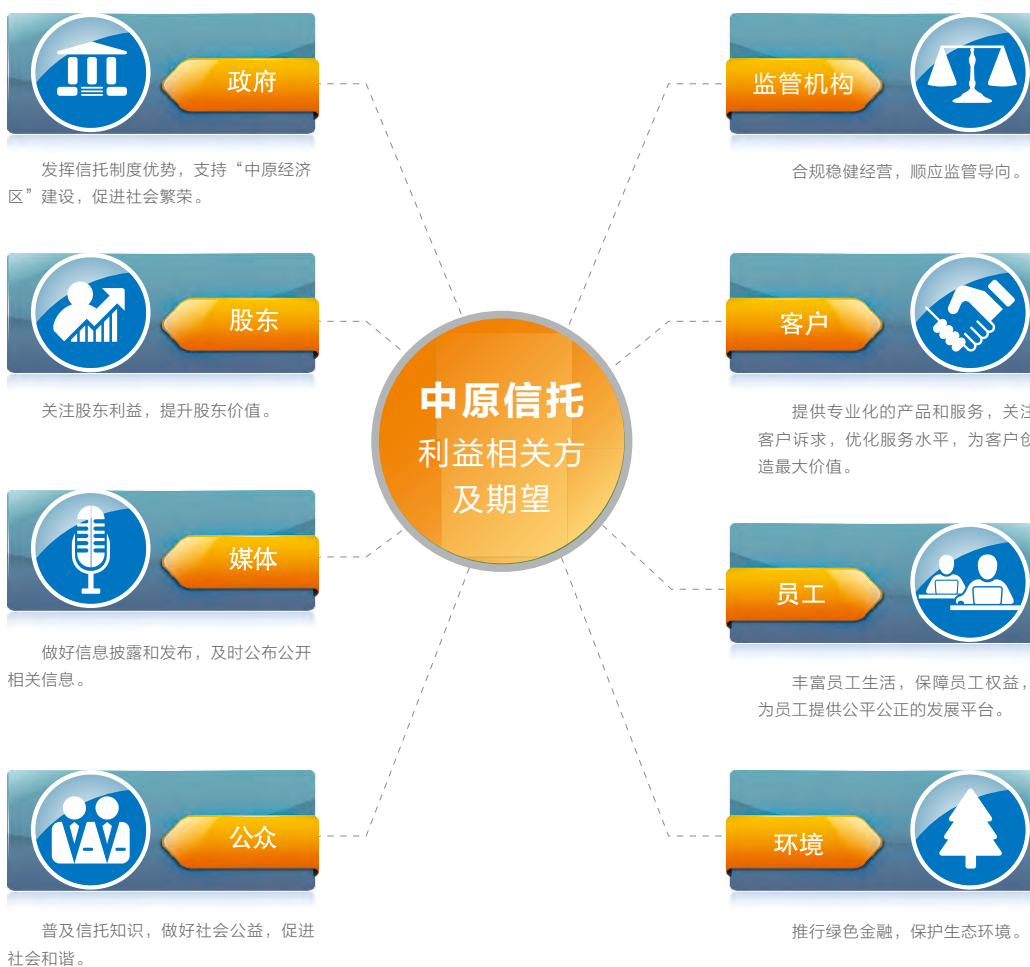 政府
发挥信托制度优势，支持“中原经济
区”建设，促进社会繁荣。
股东
关注股东利益，提升股东价值。
媒体
做好信息披露和发布，及时公布公开
相关信息。
公众
普及信托知识，做好社会公益，促进
社会和谐。
中原信托
利益相关方
及期望
监管机构
合规稳健经营，顺应监管导向。
客户
提供专业化的产品和服务，关注
客户诉求，优化服务水平，为客户创
造最大价值。
员工
丰富员工生活，保障员工权益，
为员工提供公平公正的发展平台。
环境
推行绿色金融，保护生态环境。